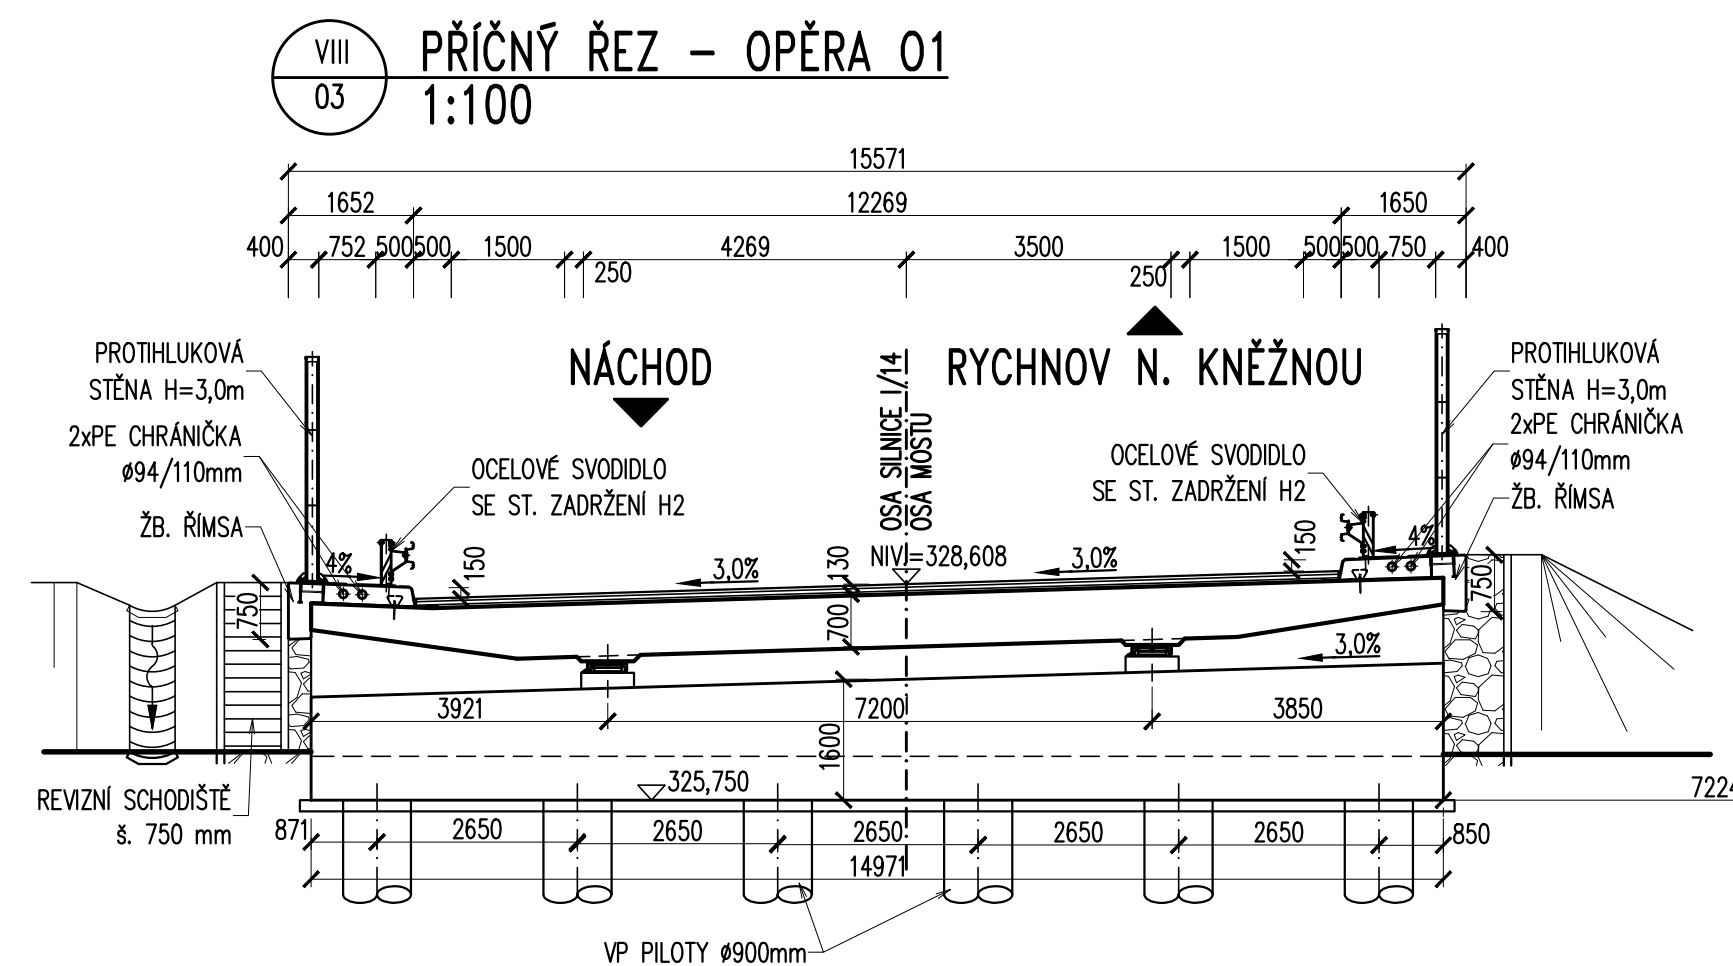 VIII
03
PŘÍČNÝ ŘEZ – OPĚRA O1
1:100
15571
1652
12269
1650
400
752
500
500
1500
4269
3500
1500
500
500
750
400
250
250
PROTIHLUKOVÁ
STĚNA H=3,0m
2xPE CHRÁNIČKA
ø94/110mm
ŽB. ŘÍMSA
NÁCHOD
RYCHNOV N. KNĚŽNOU
OSA SILNICE I/14
OSA MOSTU
PROTIHLUKOVÁ
STĚNA H=3,0m
2xPE CHRÁNIČKA
ø94/110mm
ŽB. ŘÍMSA
OCELOVÉ SVODIDLO
SE ST. ZADRŽENÍ H2
OCELOVÉ SVODIDLO
SE ST. ZADRŽENÍ H2
4%
150
3,0%
130
NIV.=328,608
3,0%
150
4%
750
700
750
3,0%
3921
7200
3850
1600
325,750
REVIZNÍ SCHODIŠTĚ
š. 750 mm
7224
871
2650
2650
2650
2650
2650
850
14971
VP PILOTY ø900mm